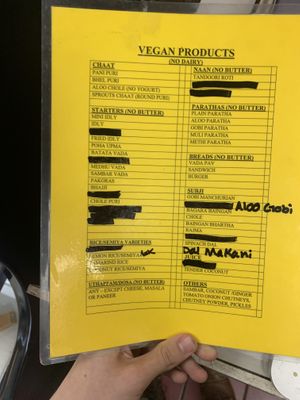 VEGAN PRODUCTS
(NO DAIRY)
CHAAT
PANI PURI
BHEL PURI
ALOO CHOLE (NO YOGURT)
SPROUTS CHAAT (ROUND PURI)
STARTERS (NO BUTTER)
MINI IDLY
IDLY
FRIED IDLY
POHA UPMA
BATATA VADA
MEDHU VADA
SAMBAR VADA
PAKORAS
BHAJI
CHOLE PURI
RICE/SEMIYA VARIETIES
LEMON RICE/SEMIYA
TAMARIND RICE
COCONUT RICE/SEMIYA
UTHAPPAM/DOSA (NO BUTTER)
ANY – EXCEPT CHEESE, MASALA
OR PANEER
NAAN (NO BUTTER)
TANDOORI ROTI
PARATHAS (NO BUTTER)
PLAIN PARATHA
ALOO PARATHA
GOBI PARATHA
MULI PARATHA
METHI PARATHA
BREADS (NO BUTTER)
VADA PAV
SANDWICH
BURGER
SUBJI
GOBI MANCHURIAN
Aloo Gobi
BAGARA BAINGAN
CHOLE
BAINGAN BHARTHA
RAJMA
SPINACH DAL
Dal Makani
JUICE
TENDER COCONUT
OTHERS
SAMBAR, COCONUT /GINGER
TOMATO ONION CHUTNEYS,
CHUTNEY POWDER, PICKLES